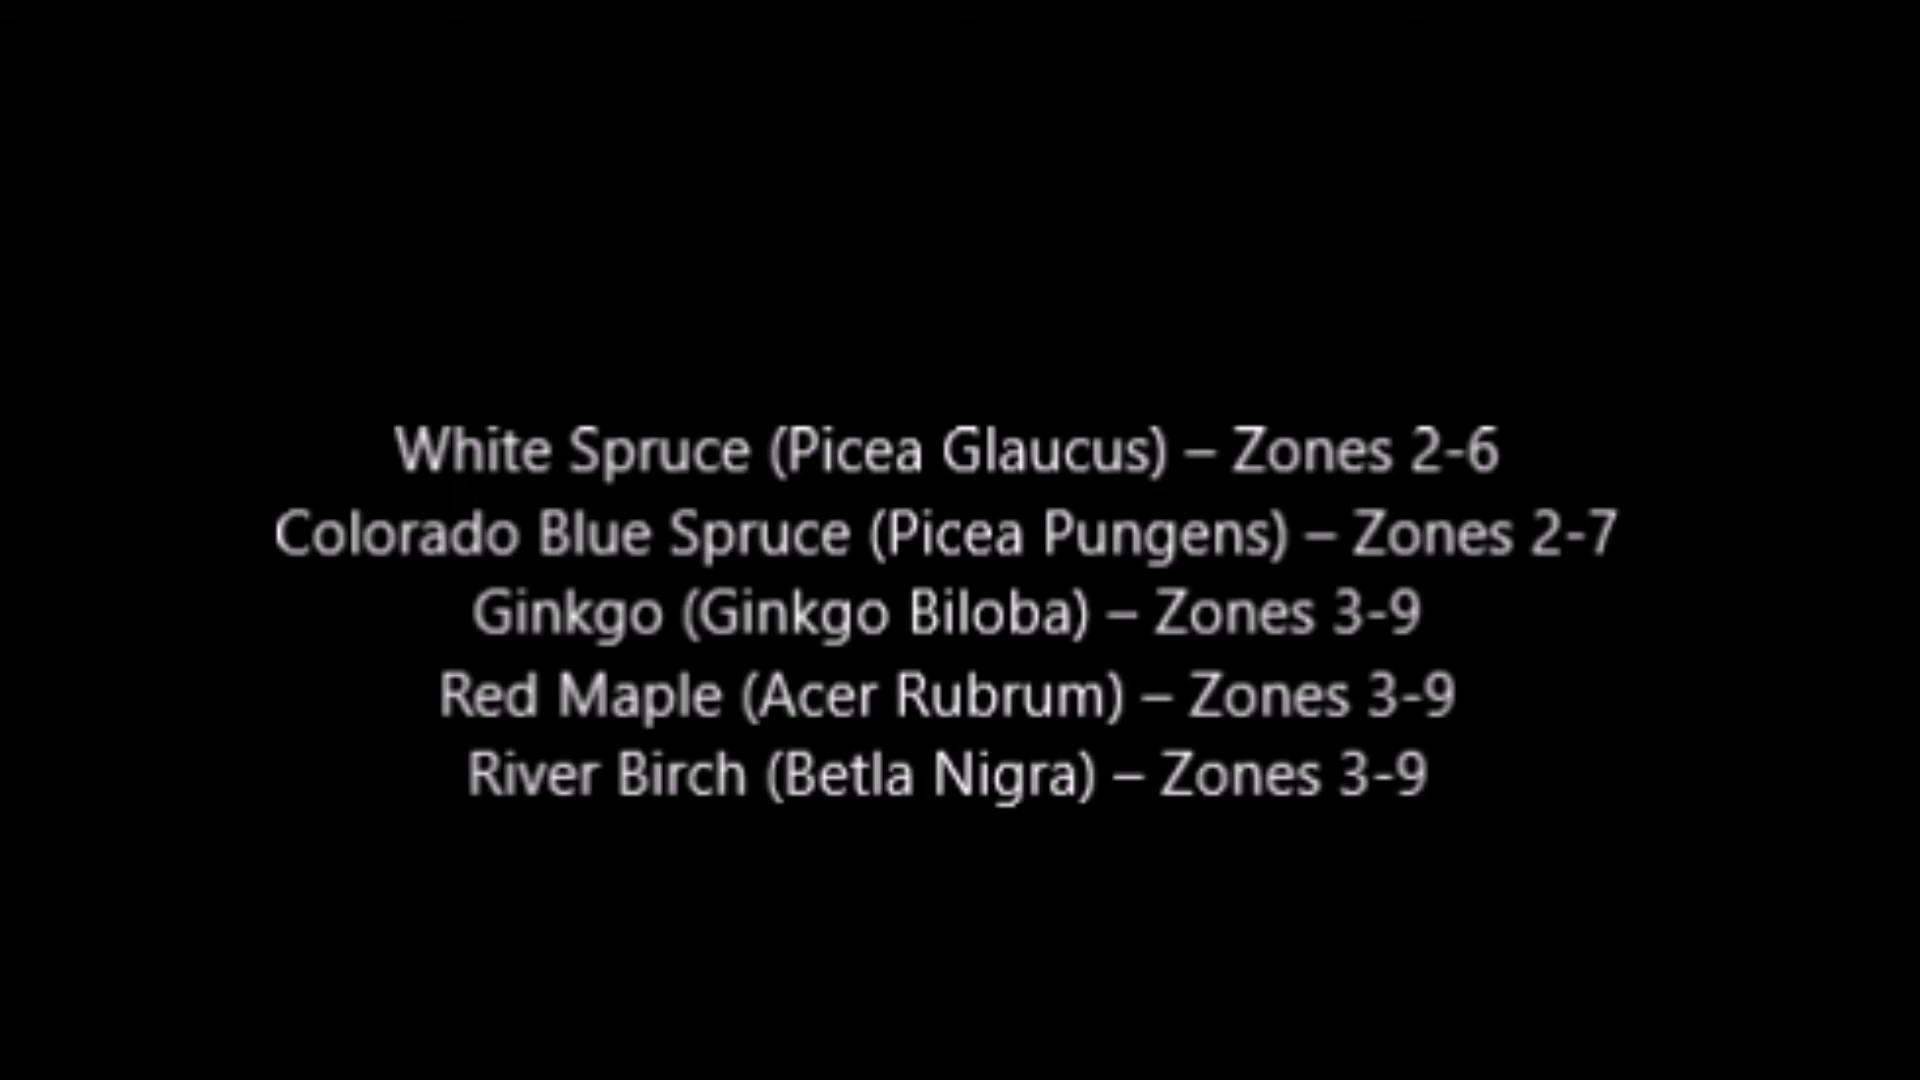 White Spruce (Picea Glaucus) – Zones 2-6
Colorado Blue Spruce (Picea Pungens) – Zones 2-7
Ginkgo (Ginkgo Biloba) – Zones 3-9
Red Maple (Acer Rubrum) – Zones 3-9
River Birch (Betla Nigra) – Zones 3-9